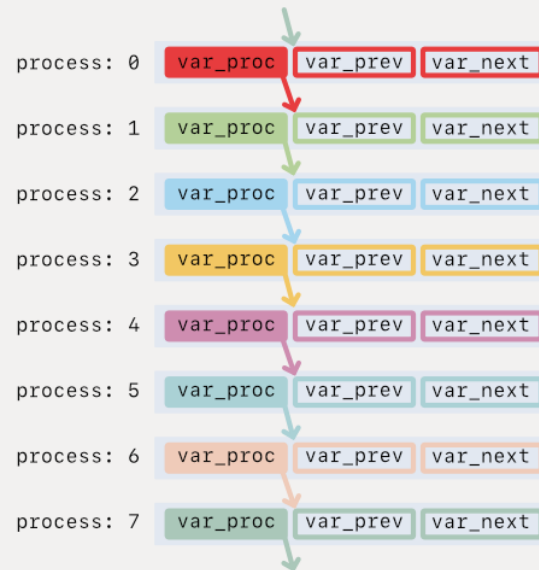 process: 0 var_proc var_prev var_next
process: 1 var_proc var_prev var_next
process: 2 var_proc var_prev var_next
process: 3 var_proc var_prev var_next
process: 4 var_proc var_prev var_next
process: 5 var_proc var_prev var_next
process: 6 var_proc var_prev var_next
process: 7 var_proc var_prev var_next